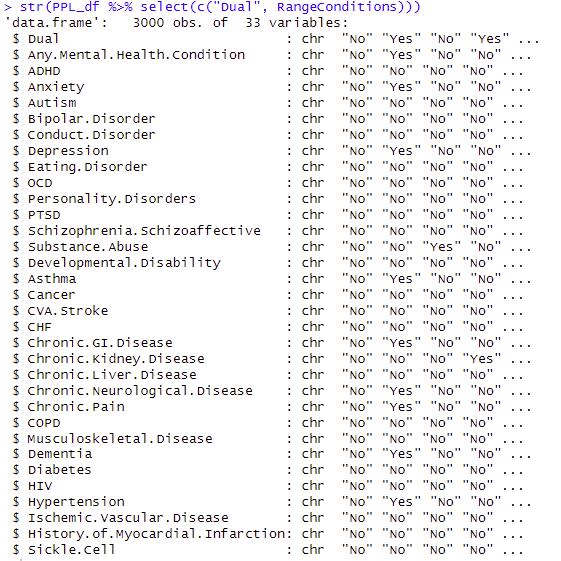 > str(PPL_df %>% select(c("Dual", RangeConditions)))
'data.frame':   3000 obs. of  33 variables:
 $ Dual                            : chr  "No" "Yes" "No" "Yes" ...
 $ Any.Mental.Health.Condition     : chr  "No" "Yes" "No" "No" ...
 $ ADHD                            : chr  "No" "No" "No" "No" ...
 $ Anxiety                         : chr  "No" "Yes" "No" "No" ...
 $ Autism                          : chr  "No" "No" "No" "No" ...
 $ Bipolar.Disorder                : chr  "No" "No" "No" "No" ...
 $ Conduct.Disorder                : chr  "No" "No" "No" "No" ...
 $ Depression                      : chr  "No" "Yes" "No" "No" ...
 $ Eating.Disorder                 : chr  "No" "No" "No" "No" ...
 $ OCD                             : chr  "No" "No" "No" "No" ...
 $ Personality.Disorders           : chr  "No" "No" "No" "No" ...
 $ PTSD                            : chr  "No" "No" "No" "No" ...
 $ Schizophrenia.Schizoaffective   : chr  "No" "No" "No" "No" ...
 $ Substance.Abuse                 : chr  "No" "No" "Yes" "No" ...
 $ Developmental.Disability        : chr  "No" "No" "No" "No" ...
 $ Asthma                          : chr  "No" "Yes" "No" "No" ...
 $ Cancer                          : chr  "No" "No" "No" "No" ...
 $ CVA.Stroke                      : chr  "No" "No" "No" "No" ...
 $ CHF                             : chr  "No" "No" "No" "No" ...
 $ Chronic.GI.Disease              : chr  "No" "Yes" "No" "No" ...
 $ Chronic.Kidney.Disease          : chr  "No" "No" "No" "Yes" ...
 $ Chronic.Liver.Disease           : chr  "No" "No" "No" "No" ...
 $ Chronic.Neurological.Disease    : chr  "No" "Yes" "No" "No" ...
 $ Chronic.Pain                    : chr  "No" "Yes" "No" "No" ...
 $ COPD                            : chr  "No" "No" "No" "No" ...
 $ Musculoskeletal.Disease         : chr  "No" "No" "No" "No" ...
 $ Dementia                        : chr  "No" "Yes" "No" "No" ...
 $ Diabetes                        : chr  "No" "No" "No" "No" ...
 $ HIV                             : chr  "No" "No" "No" "No" ...
 $ Hypertension                    : chr  "No" "Yes" "No" "No" ...
 $ Ischemic.Vascular.Disease       : chr  "No" "No" "No" "No" ...
 $ History.of.Myocardial.Infarction: chr  "No" "No" "No" "No" ...
 $ Sickle.Cell                     : chr  "No" "No" "No" "No" ...